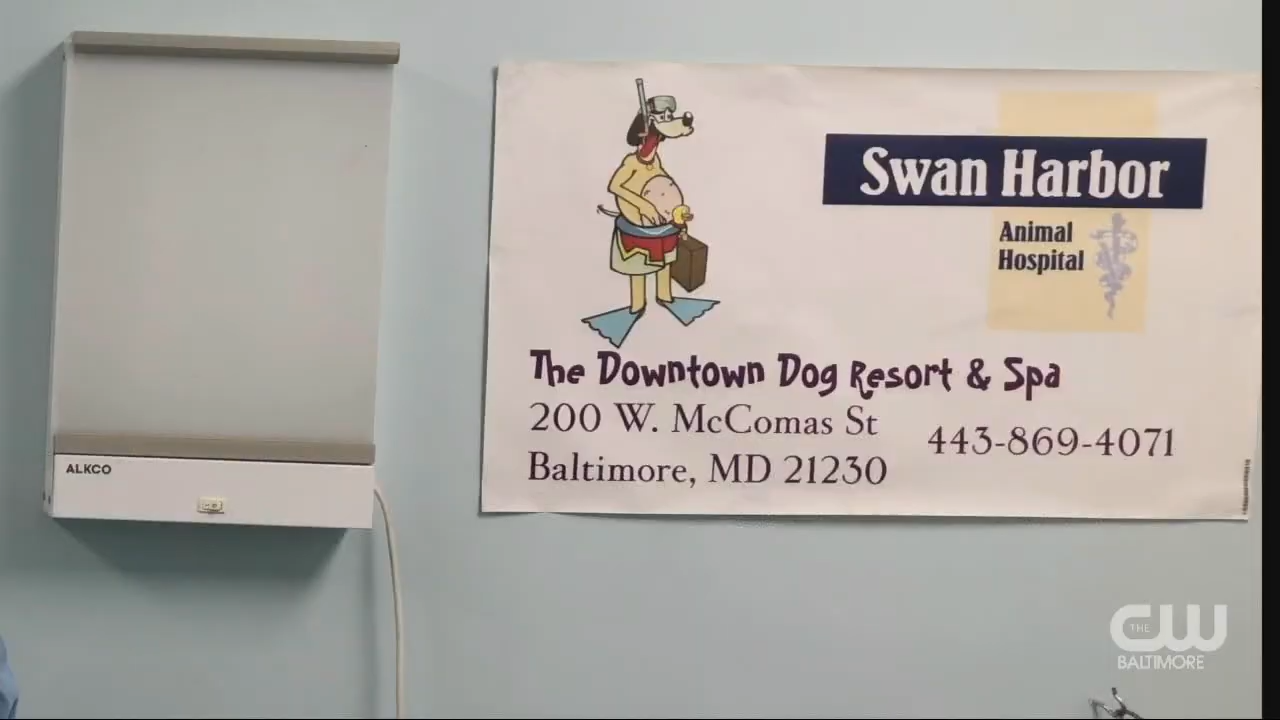 ALKCO
Swan Harbor
Animal
Hospital
The Downtown Dog Resort & Spa
200 W. McComas St
443-869-4071
Baltimore, MD 21230
THE
CW
BALTIMORE